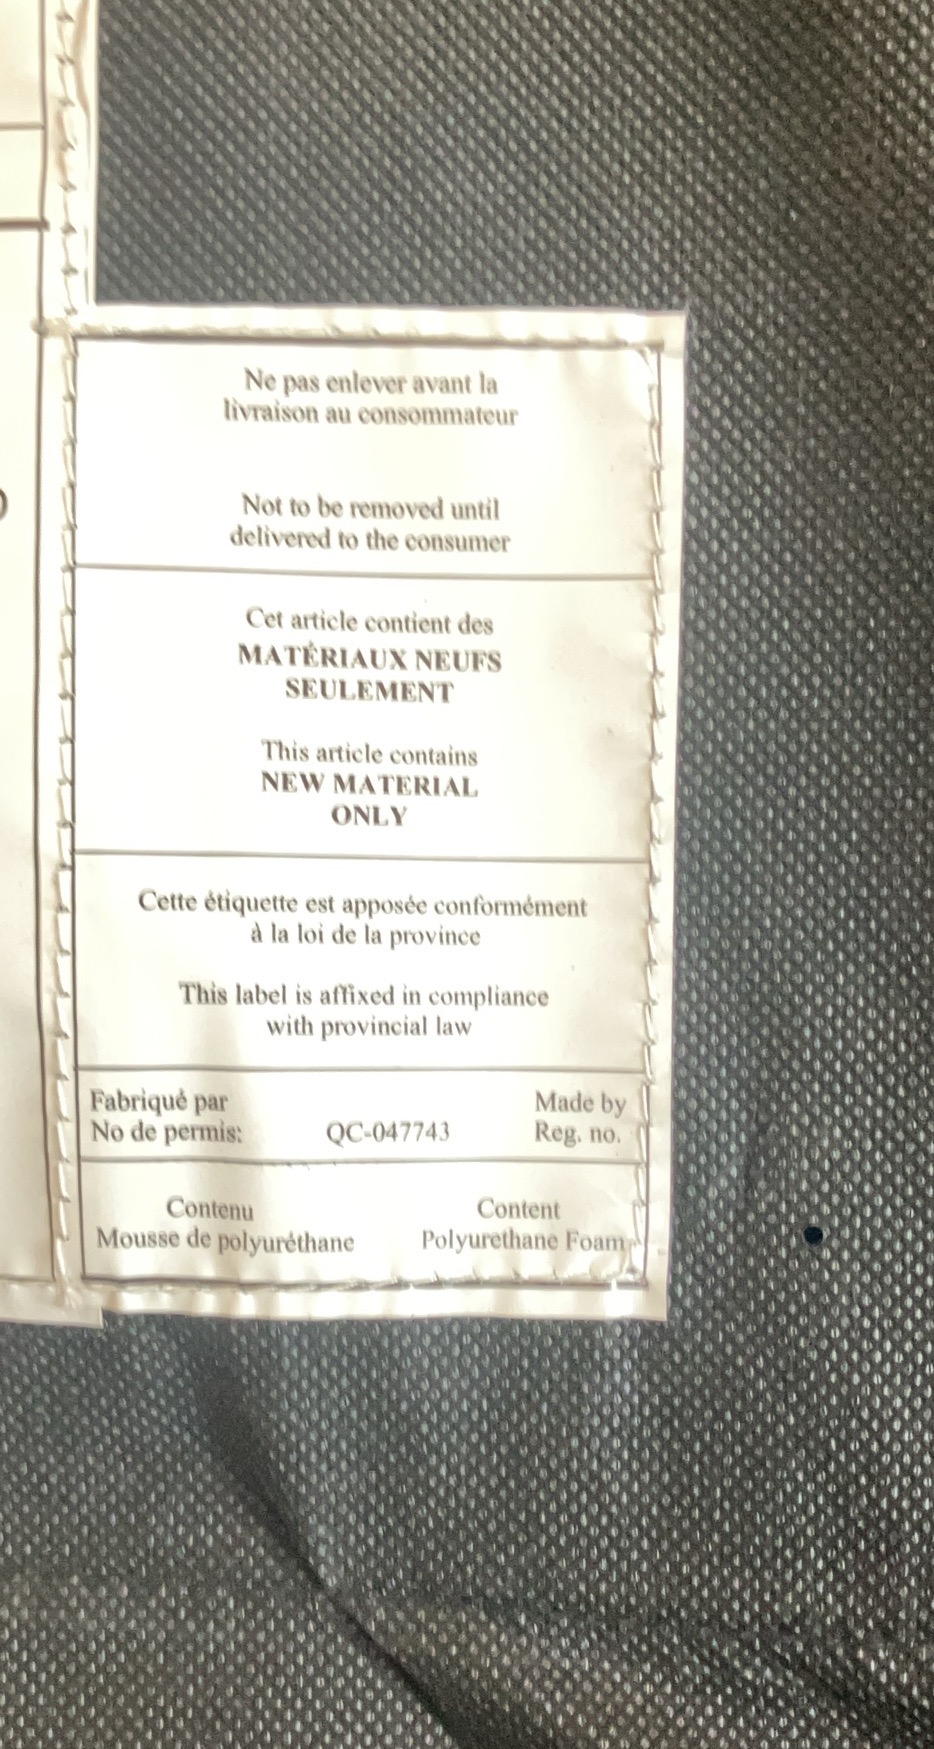 Ne pas enlever avant la
livraison au consommateur
Not to be removed until
delivered to the consumer
Cet article contient des
MATÉRIAUX NEUFS
SEULEMENT
This article contains
NEW MATERIAL
ONLY
Cette étiquette est apposée conformément
à la loi de la province
This label is affixed in compliance
with provincial law
Fabriqué par Made by
No de permis: QC-047743 Reg. no.
Contenu Content
Mousse de polyuréthane Polyurethane Foam